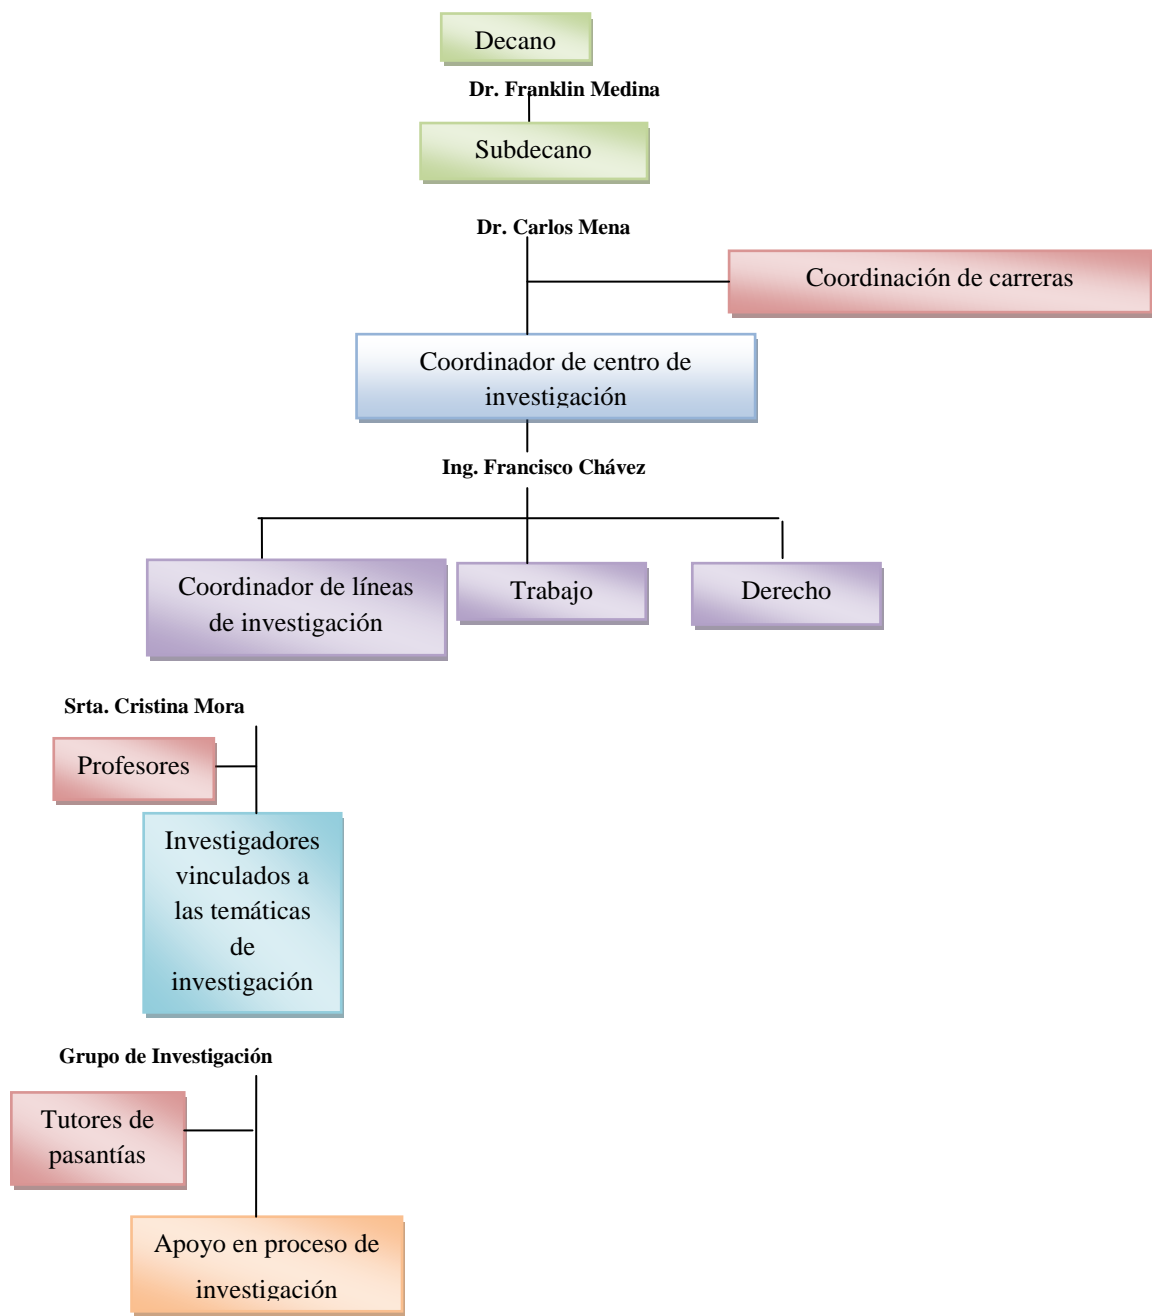 Decano
Dr. Franklin Medina
Subdecano
Dr. Carlos Mena
Coordinación de carreras
Coordinador de centro de
investigación
Ing. Francisco Chávez
Coordinador de líneas
de investigación
Trabajo
Derecho
Srta. Cristina Mora
Profesores
Investigadores
vinculados a
las temáticas
de
investigación
Grupo de Investigación
Tutores de
pasantías
Apoyo en proceso de
investigación